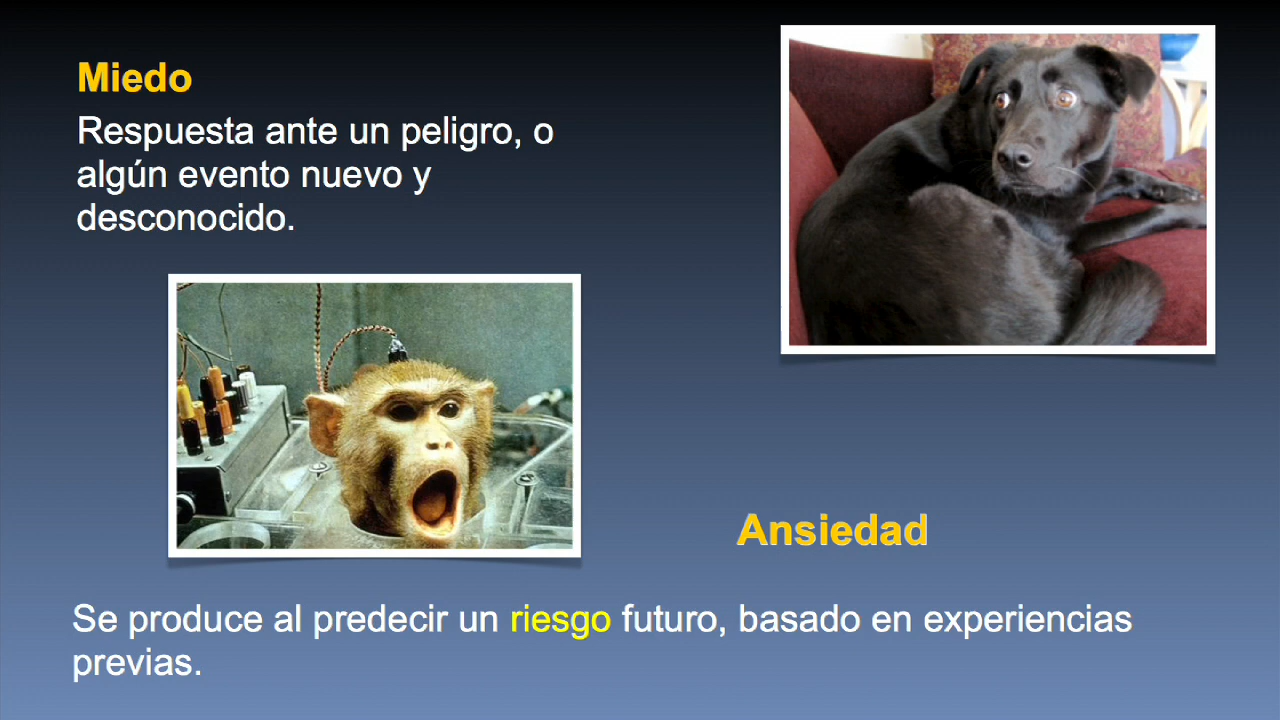 Miedo
Respuesta ante un peligro, o
algún evento nuevo y
desconocido.
Ansiedad
Se produce al predecir un riesgo futuro, basado en experiencias
previas.